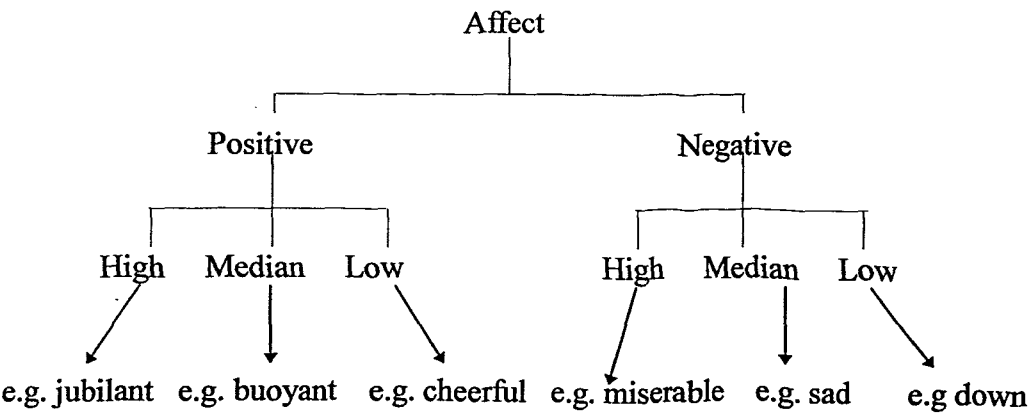 Affect
Positive Negative
High Median Low High Median Low
e.g. jubilant e.g. buoyant e.g. cheerful e.g. miserable e.g. sad e.g down